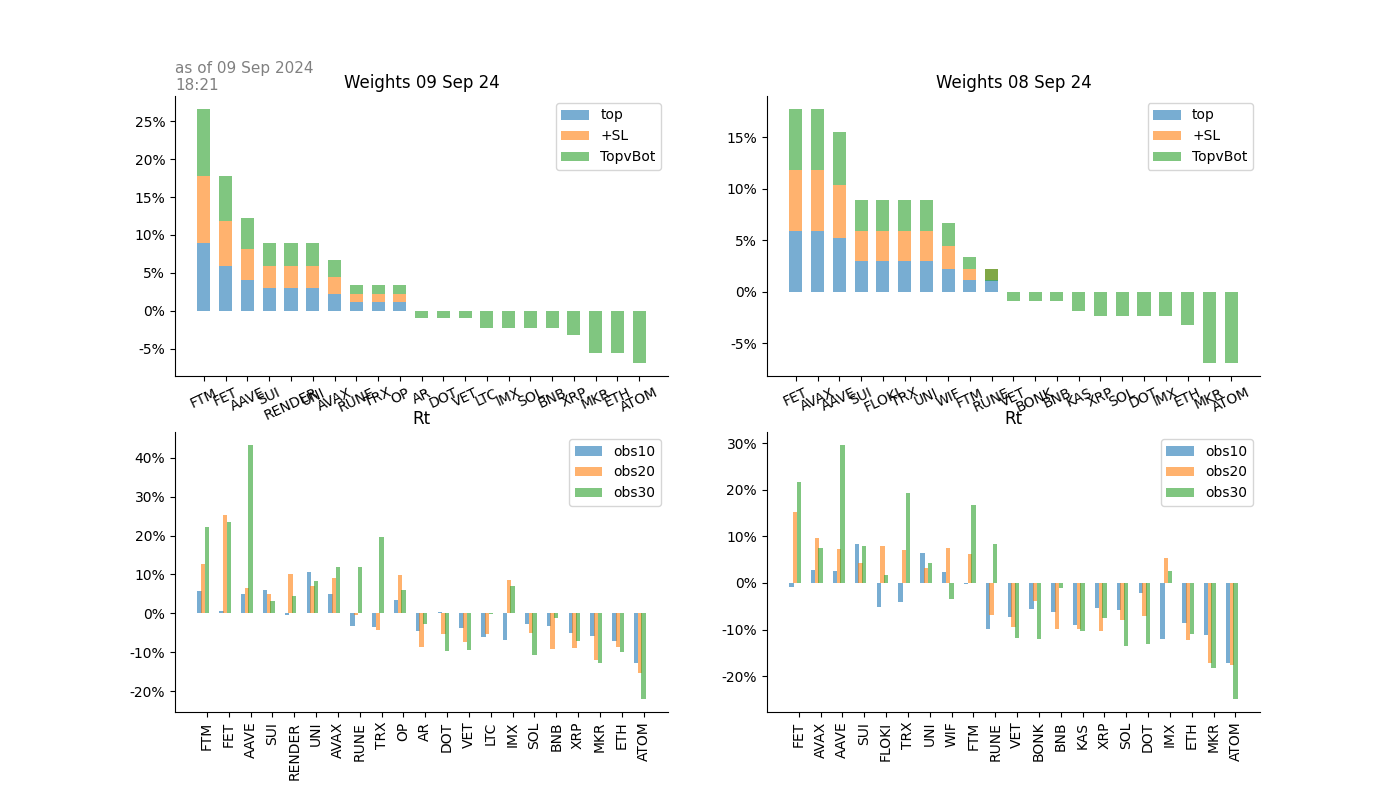 as of 09 Sep 2024
18:21
Weights 09 Sep 24
25%
20%
15%
10%
5%
0%
-5%
top
+SL
TopvBot
FTM FET AAVE SUI RENDER UNI AVAX RUNE TRX OP AR DOT VET LTC IMX SOL BNB XRP MKR ETH ATOM
Weights 08 Sep 24
15%
10%
5%
0%
-5%
top
+SL
TopvBot
FET AVAX AAVE SUI FLOKI TRX UNI WIF FTM RUNE VET BONK BNB KAS XRP SOL DOT IMX ETH MKR ATOM
Rt
40%
30%
20%
10%
0%
-10%
-20%
obs10
obs20
obs30
FTM FET AAVE SUI RENDER UNI AVAX RUNE TRX OP AR DOT VET LTC IMX SOL BNB XRP MKR ETH ATOM
Rt
30%
20%
10%
0%
-10%
-20%
obs10
obs20
obs30
FET AVAX AAVE SUI FLOKI TRX UNI WIF FTM RUNE VET BONK BNB KAS XRP SOL DOT IMX ETH MKR ATOM